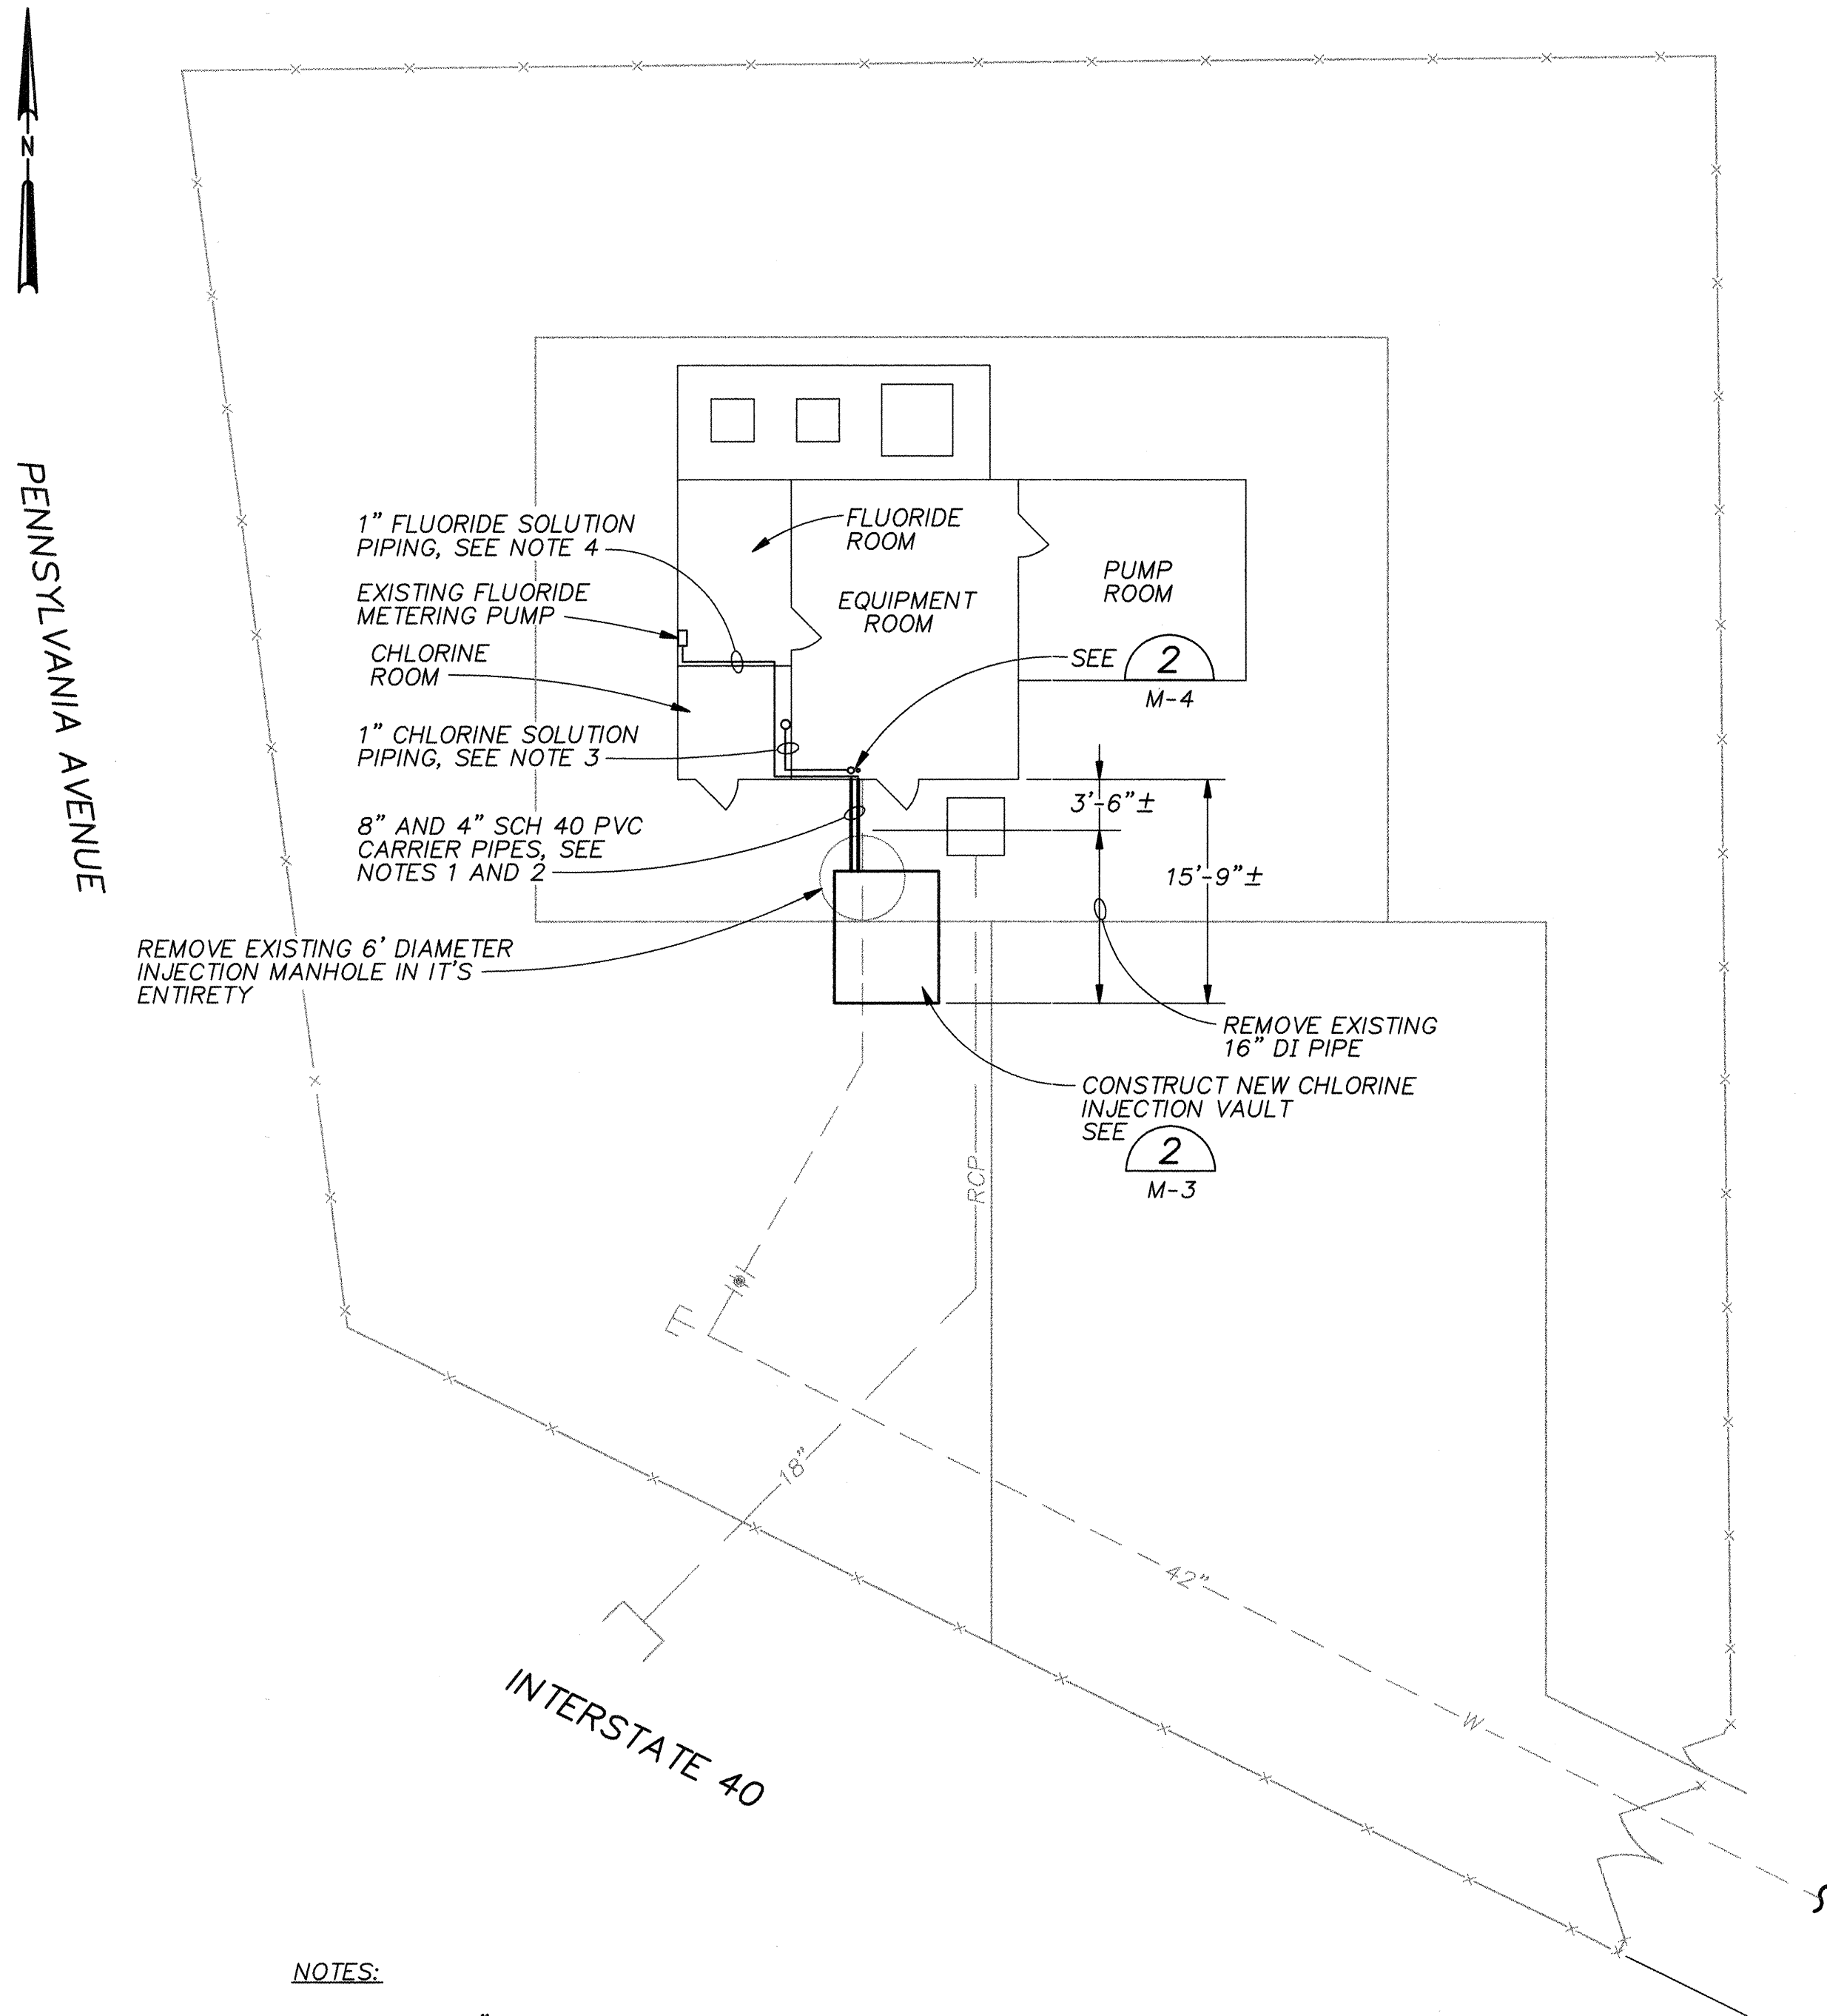 N
PENNSYLVANIA AVENUE
1" FLUORIDE SOLUTION
PIPING, SEE NOTE 4
EXISTING FLUORIDE
METERING PUMP
CHLORINE
ROOM
1" CHLORINE SOLUTION
PIPING, SEE NOTE 3
8" AND 4" SCH 40 PVC
CARRIER PIPES, SEE
NOTES 1 AND 2
REMOVE EXISTING 6' DIAMETER
INJECTION MANHOLE IN IT'S
ENTIRETY
FLUORIDE
ROOM
EQUIPMENT
ROOM
PUMP
ROOM
SEE
2
M-4
3'-6"±
15'-9"±
REMOVE EXISTING
16" DI PIPE
CONSTRUCT NEW CHLORINE
INJECTION VAULT
SEE
2
M-3
RCP
18"
42"
W
INTERSTATE 40
NOTES: